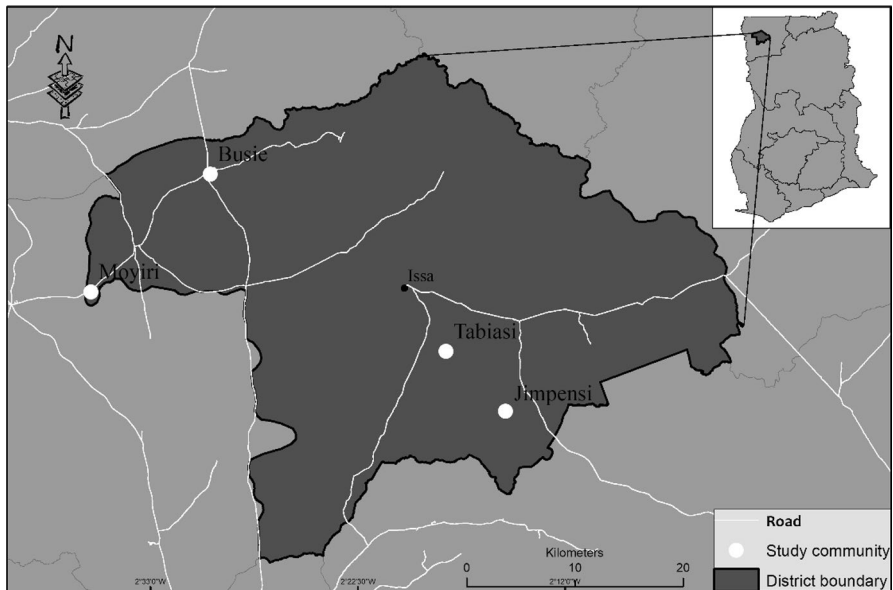 N
Busie
Moyiri
Issa
Tabiasi
Jimpensi
Road
Study community
District boundary
Kilometers
0 10 20
2°33'0"W 2°22'30"W 2°12'0"W